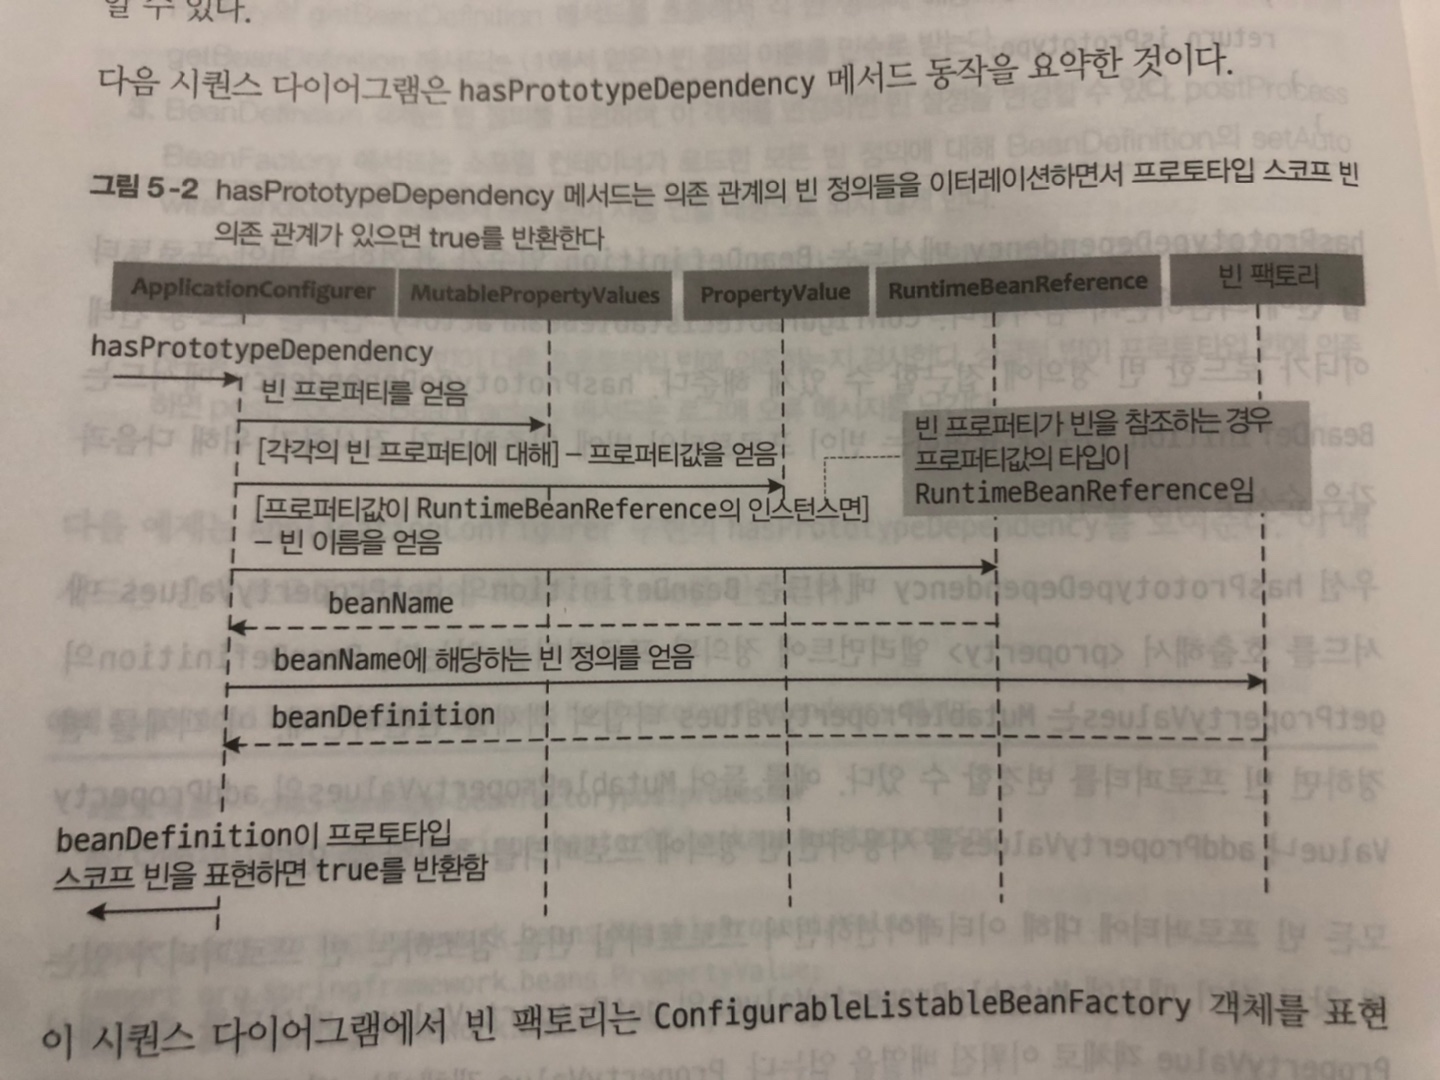 할 수 있다.
다음 시퀀스 다이어그램은 hasPrototypeDependency 메서드 동작을 요약한 것이다.
그림 5-2 hasPrototypeDependency 메서드는 의존 관계의 빈 정의들을 이터레이션하면서 프로토타입 스코프 빈
의존 관계가 있으면 true를 반환한다
ApplicationConfigurer MutablePropertyValues PropertyValue RuntimeBeanReference 빈 팩토리
hasPrototypeDependency
빈 프로퍼티를 얻음
[각각의 빈 프로퍼티에 대해] – 프로퍼티값을 얻음
빈 프로퍼티가 빈을 참조하는 경우
프로퍼티값의 타입이
RuntimeBeanReference임
[프로퍼티값이 RuntimeBeanReference의 인스턴스면]
– 빈 이름을 얻음
beanName
beanName에 해당하는 빈 정의를 얻음
beanDefinition
beanDefinition이 프로토타입
스코프 빈을 표현하면 true를 반환함
이 시퀀스 다이어그램에서 빈 팩토리는 ConfigurableListableBeanFactory 객체를 표현